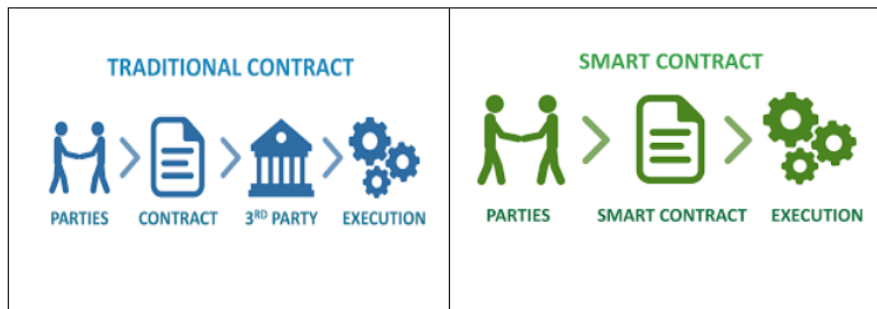 TRADITIONAL CONTRACT
PARTIES CONTRACT 3RD PARTY EXECUTION
SMART CONTRACT
PARTIES SMART CONTRACT EXECUTION